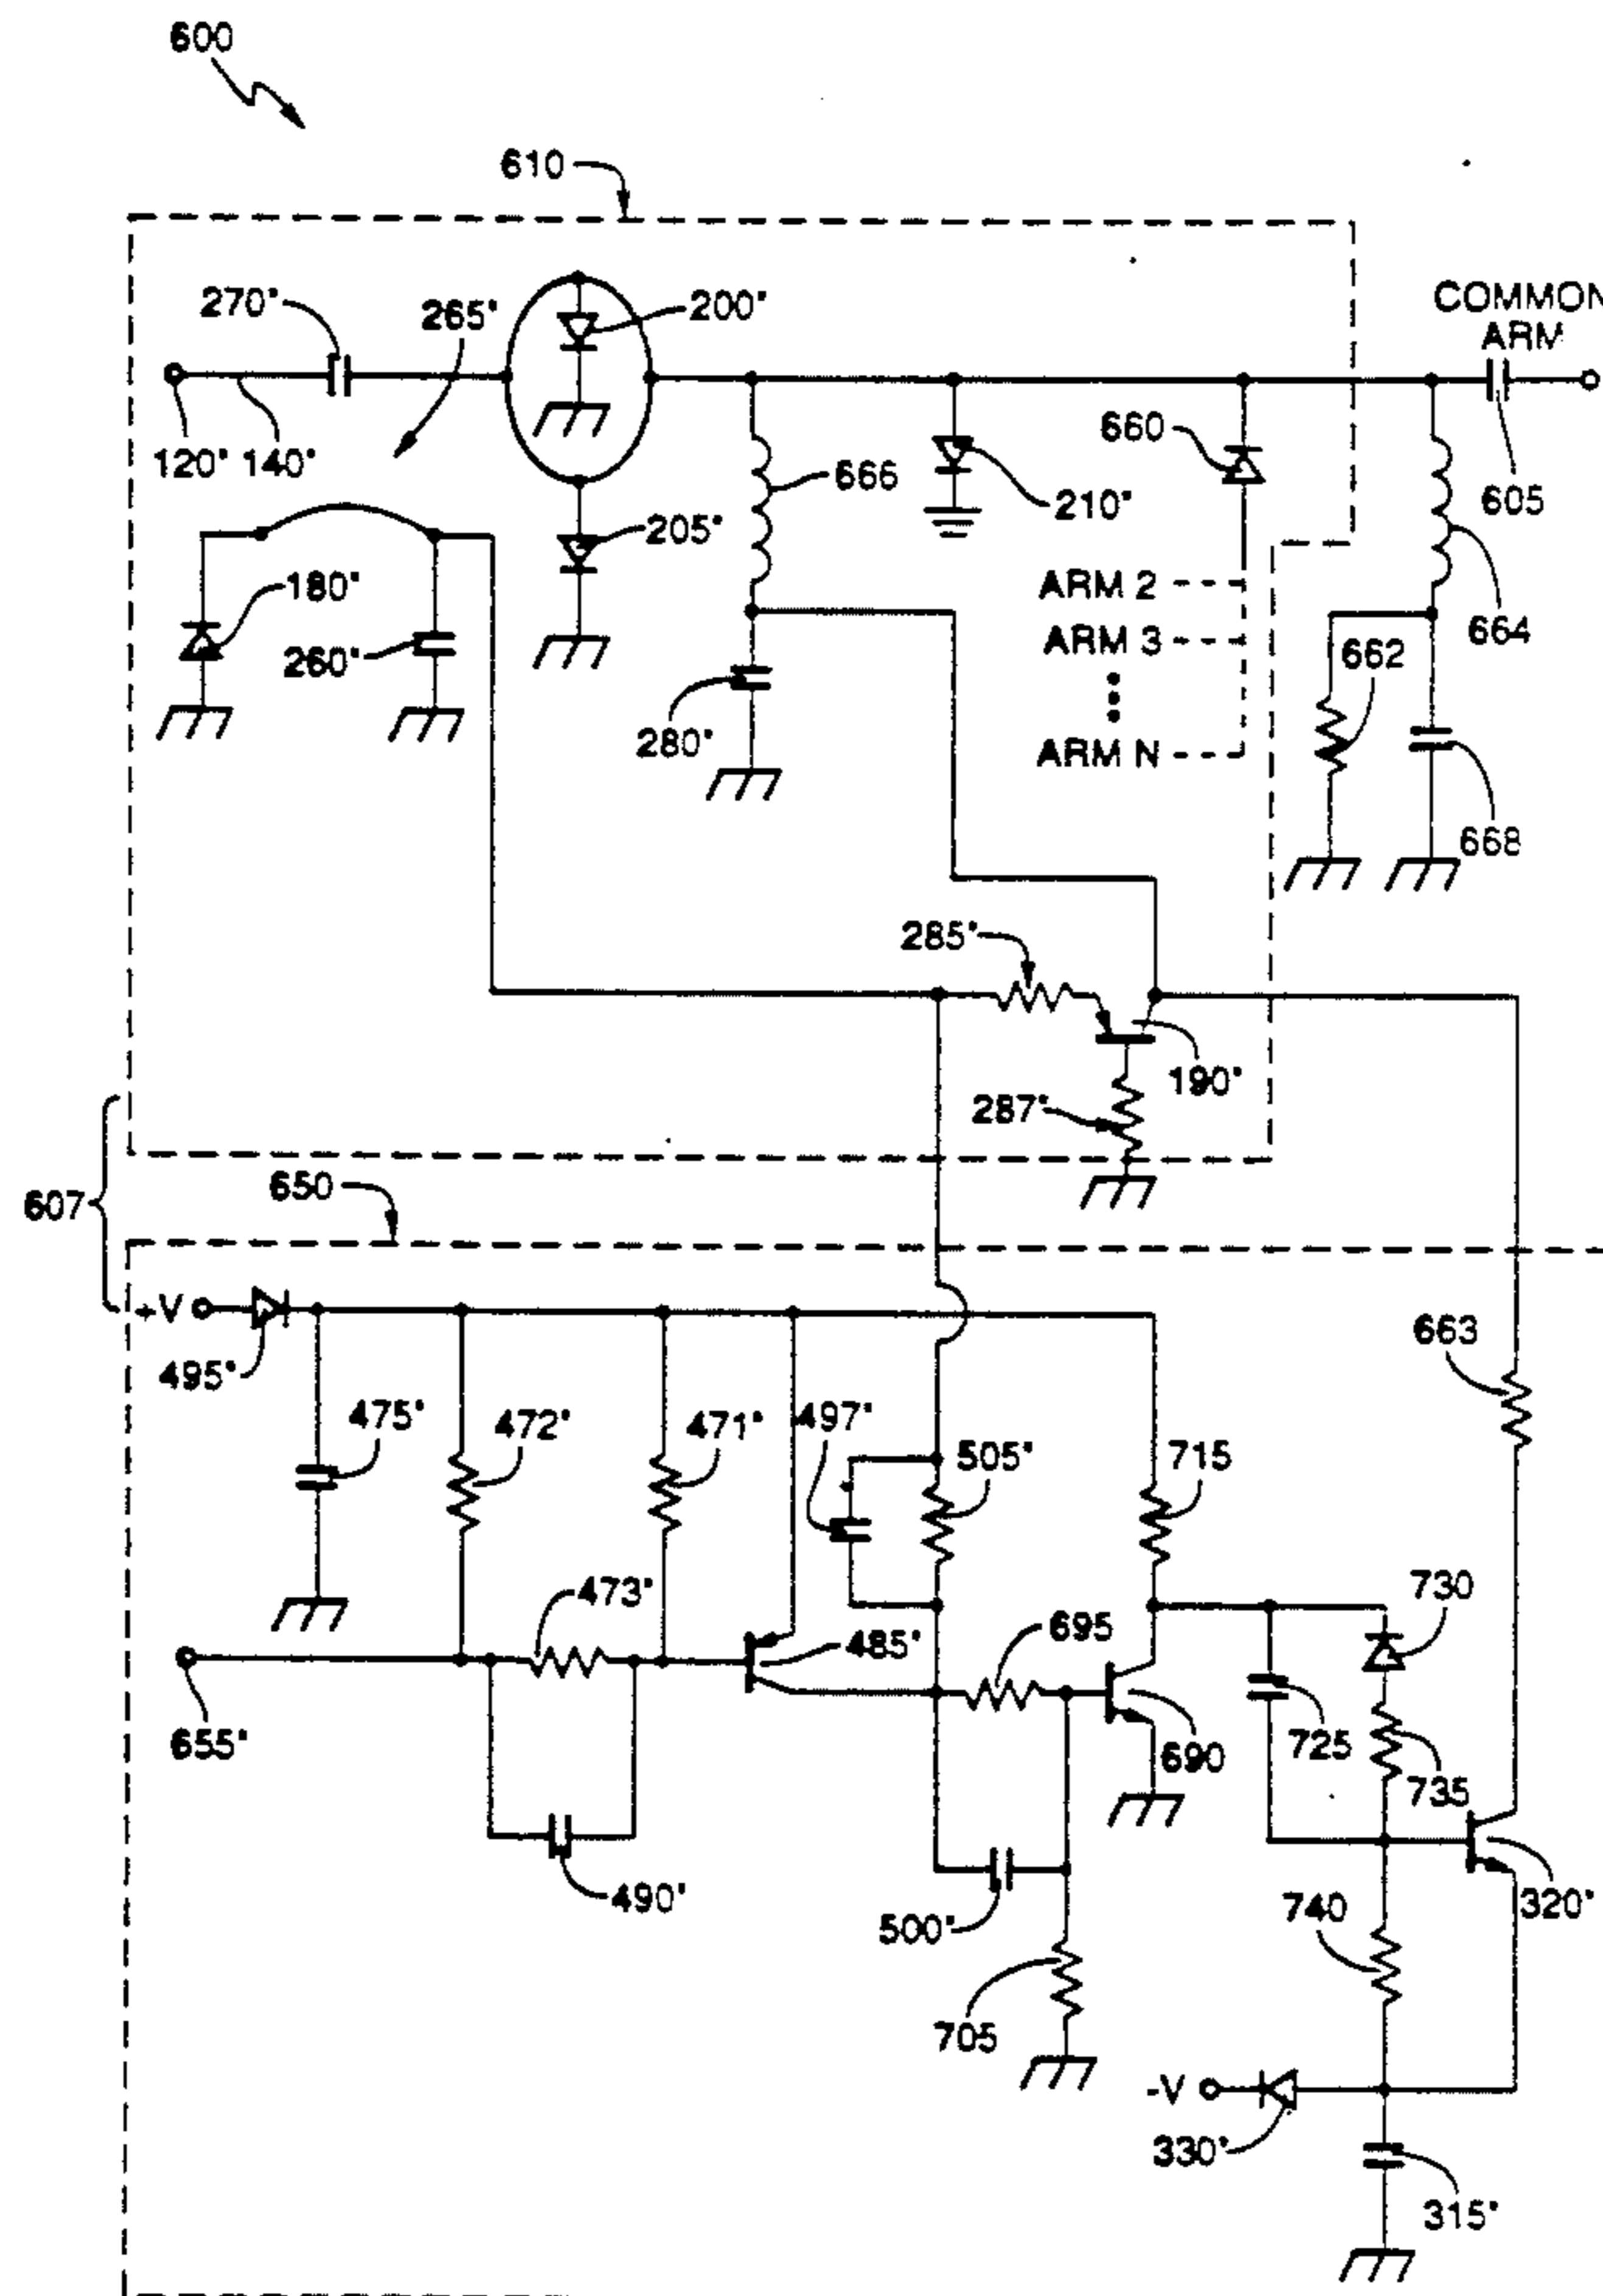 600
610
270" 265" 200" COMMON
ARM
120" 140" 660 666 210" 605
205"
180" 260" ARM 2 664
ARM 3 662
280" ARM N
668
285"
190"
287"
607 650
+V
495" 663
475" 472" 471" 497" 505" 715
473" 485" 695 730
655" 690 725 735
490" 500" 740 320"
705
-V
330"
315"